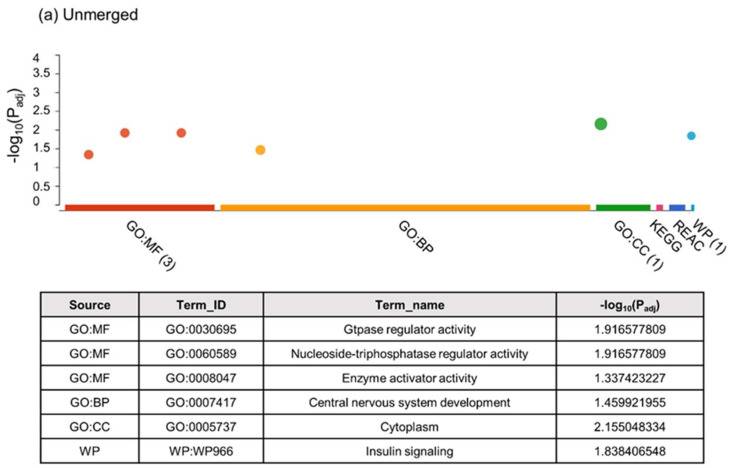 (a) Unmerged
-log10(Padj)
4
3.5
3
2.5
2
1.5
1
0.5
0
GO:MF (3)
GO:BP
GO:CC (1)
KEGG
REAC
WP (1)
Source Term_ID Term_name -log10(Padj)
GO:MF GO:0030695 Gtpase regulator activity 1.916577809
GO:MF GO:0060589 Nucleoside-triphosphatase regulator activity 1.916577809
GO:MF GO:0008047 Enzyme activator activity 1.337423227
GO:BP GO:0007417 Central nervous system development 1.459921955
GO:CC GO:0005737 Cytoplasm 2.155048334
WP WP:WP966 Insulin signaling 1.838406548